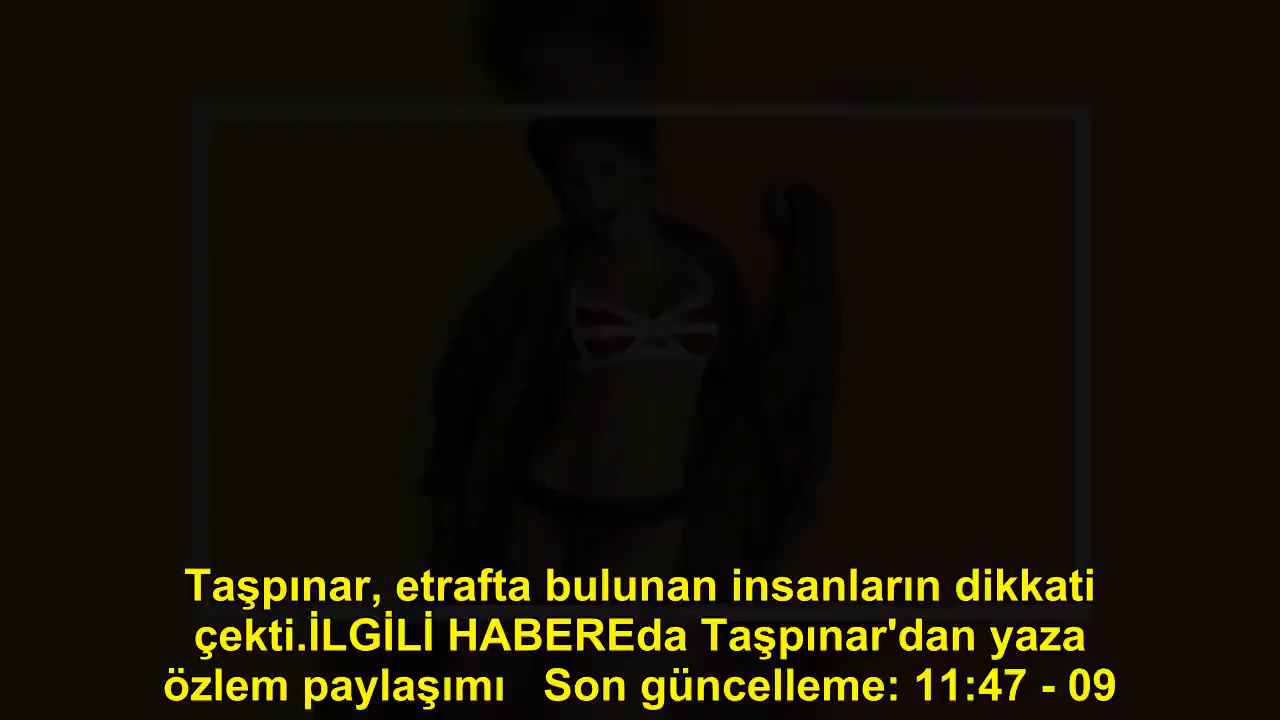 Taşpınar, etrafta bulunan insanların dikkati
çekti.İLGİLİ HABEREda Taşpınar'dan yaza
özlem paylaşımı   Son güncelleme: 11:47 - 09